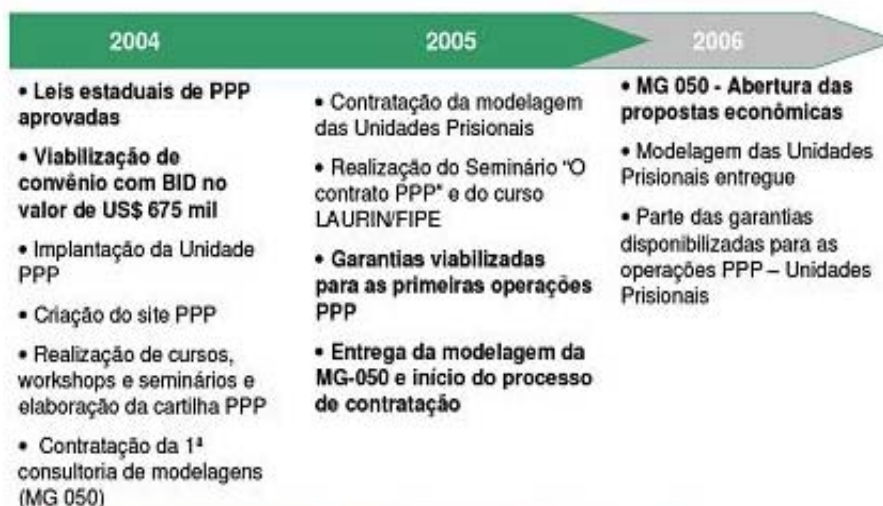 2004
• Leis estaduais de PPP
aprovadas
• Viabilização de
convênio com BID no
valor de US$ 675 mil
• Implantação da Unidade
PPP
• Criação do site PPP
• Realização de cursos,
workshops e seminários e
elaboração da cartilha PPP
• Contratação da 1ª
consultoria de modelagens
(MG 050)
2005
• Contratação da modelagem
das Unidades Prisionais
• Realização do Seminário "O
contrato PPP" e do curso
LAURIN/FIPE
• Garantias viabilizadas
para as primeiras operações
PPP
• Entrega da modelagem da
MG-050 e início do processo
de contratação
2006
• MG 050 - Abertura das
propostas econômicas
• Modelagem das Unidades
Prisionais entregue
• Parte das garantias
disponibilizadas para as
operações PPP – Unidades
Prisionais